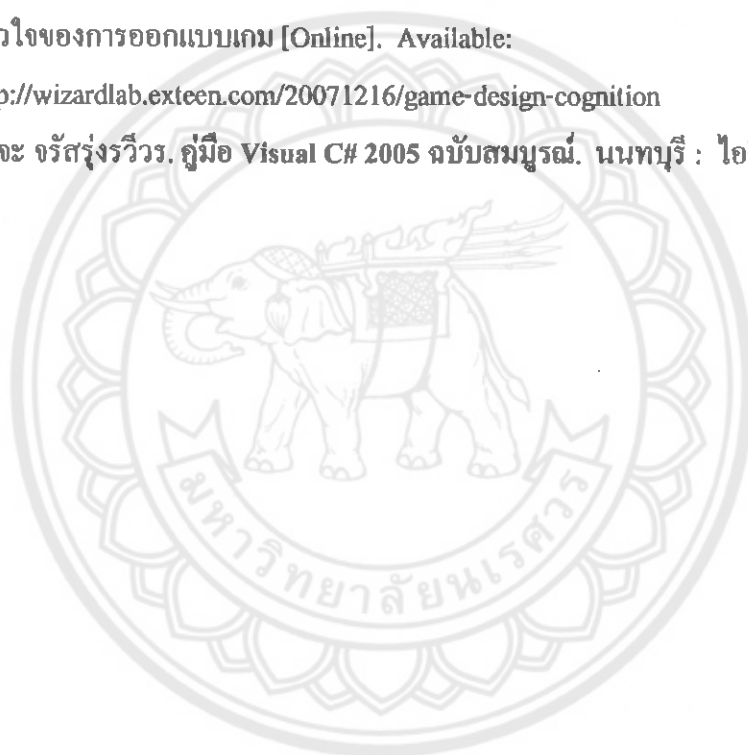 วใจของการออกแบบเกม [Online]. Available:
p://wizardlab.exteen.com/20071216/game-design-cognition
จะ จรัสรุ่งรวีวร. คู่มือ Visual C# 2005 ฉบับสมบูรณ์. นนทบุรี : ไอ
มหาวิทยาลัยนเรศวร